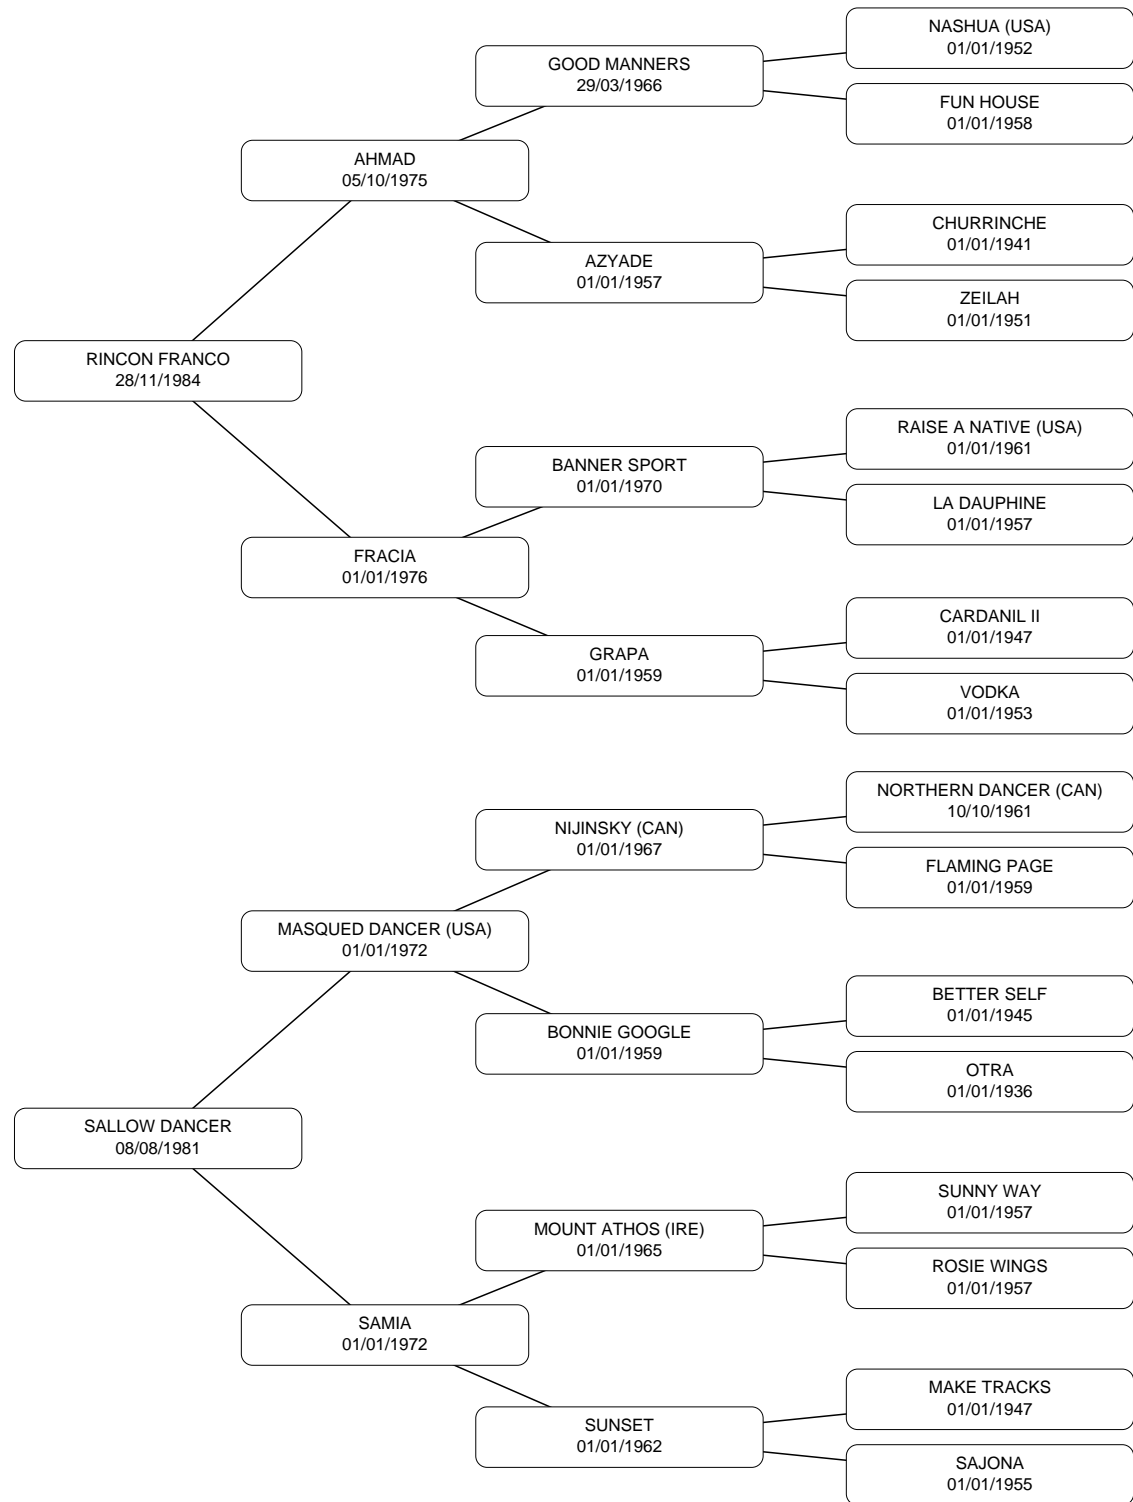 NASHUA (USA)
01/01/1952
GOOD MANNERS
29/03/1966
FUN HOUSE
01/01/1958
AHMAD
05/10/1975
CHURRINCHE
01/01/1941
AZYADE
01/01/1957
ZEILAH
01/01/1951
RINCON FRANCO
28/11/1984
RAISE A NATIVE (USA)
01/01/1961
BANNER SPORT
01/01/1970
LA DAUPHINE
01/01/1957
FRACIA
01/01/1976
CARDANIL II
01/01/1947
GRAPA
01/01/1959
VODKA
01/01/1953
NORTHERN DANCER (CAN)
10/10/1961
NIJINSKY (CAN)
01/01/1967
FLAMING PAGE
01/01/1959
MASQUED DANCER (USA)
01/01/1972
BETTER SELF
01/01/1945
BONNIE GOOGLE
01/01/1959
OTRA
01/01/1936
SALLOW DANCER
08/08/1981
SUNNY WAY
01/01/1957
MOUNT ATHOS (IRE)
01/01/1965
ROSIE WINGS
01/01/1957
SAMIA
01/01/1972
MAKE TRACKS
01/01/1947
SUNSET
01/01/1962
SAJONA
01/01/1955